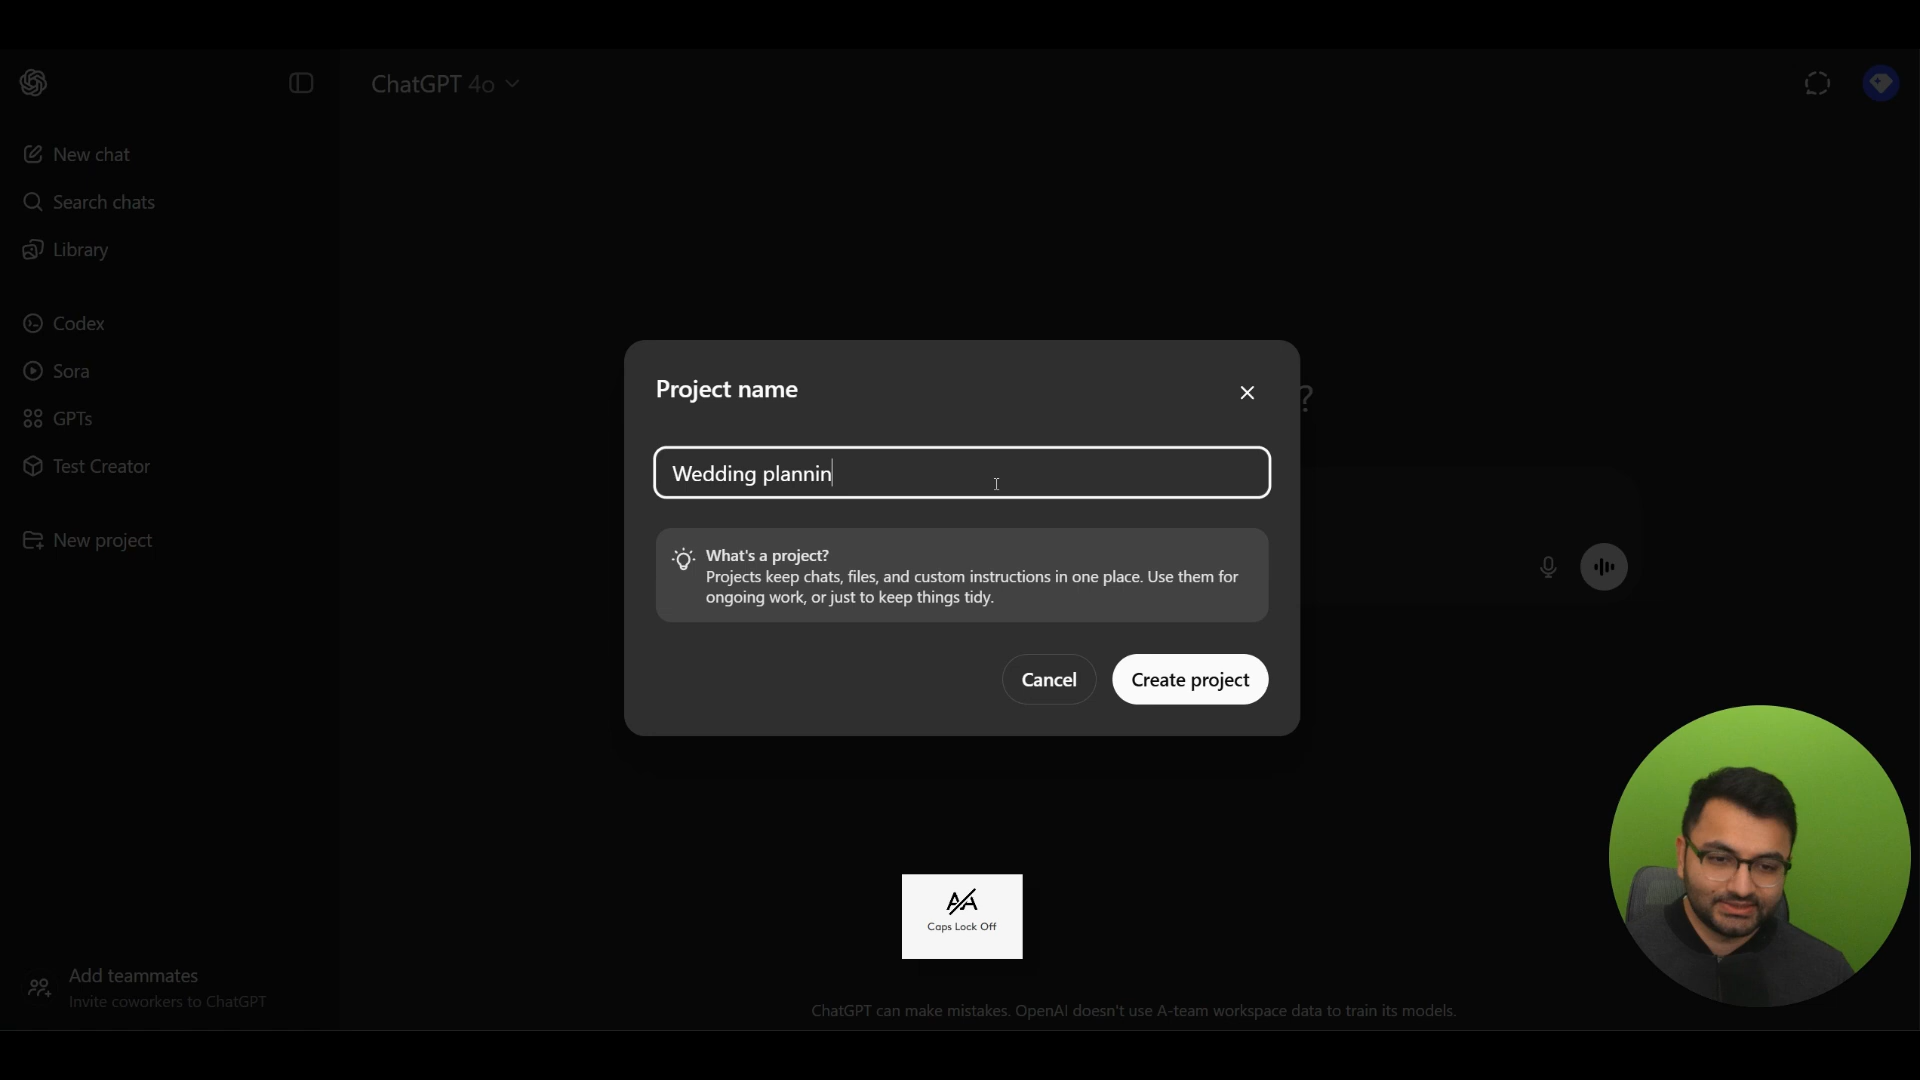 ChatGPT 4o
New chat
Search chats
Library
Codex
Sora
GPTs
Test Creator
New project
Project name
?
Wedding plannin
What's a project?
Projects keep chats, files, and custom instructions in one place. Use them for
ongoing work, or just to keep things tidy.
Cancel
Create project
AA
Caps Lock Off
Add teammates
Invite coworkers to ChatGPT
ChatGPT can make mistakes. OpenAI doesn't use A-team workspace data to train its models.